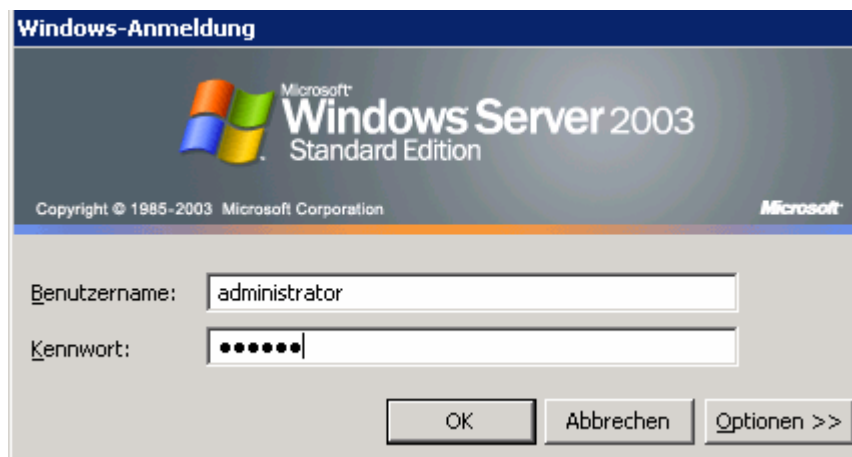 Windows-Anmeldung
Microsoft
Windows Server 2003
Standard Edition
Copyright © 1985-2003 Microsoft Corporation Microsoft
Benutzername: administrator
Kennwort: ●●●●●●
OK Abbrechen Optionen >>